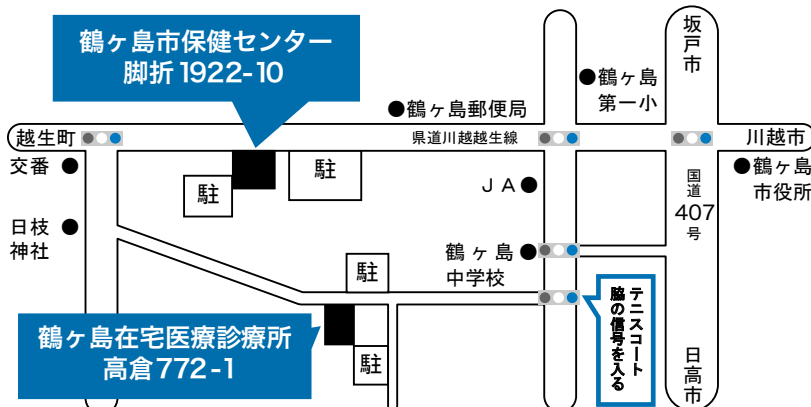 鶴ヶ島市保健センター
脚折1922-10
坂戸市
●鶴ヶ島
第一小
●鶴ヶ島郵便局
越生町
県道川越越生線
川越市
交番●
駐
駐
JA●
国道
407
号
●鶴ヶ島
市役所
日枝●
神社
鶴ヶ島●
中学校
駐
テニスコート
脇の信号を入る
鶴ヶ島在宅医療診療所
高倉772-1
駐
日高市